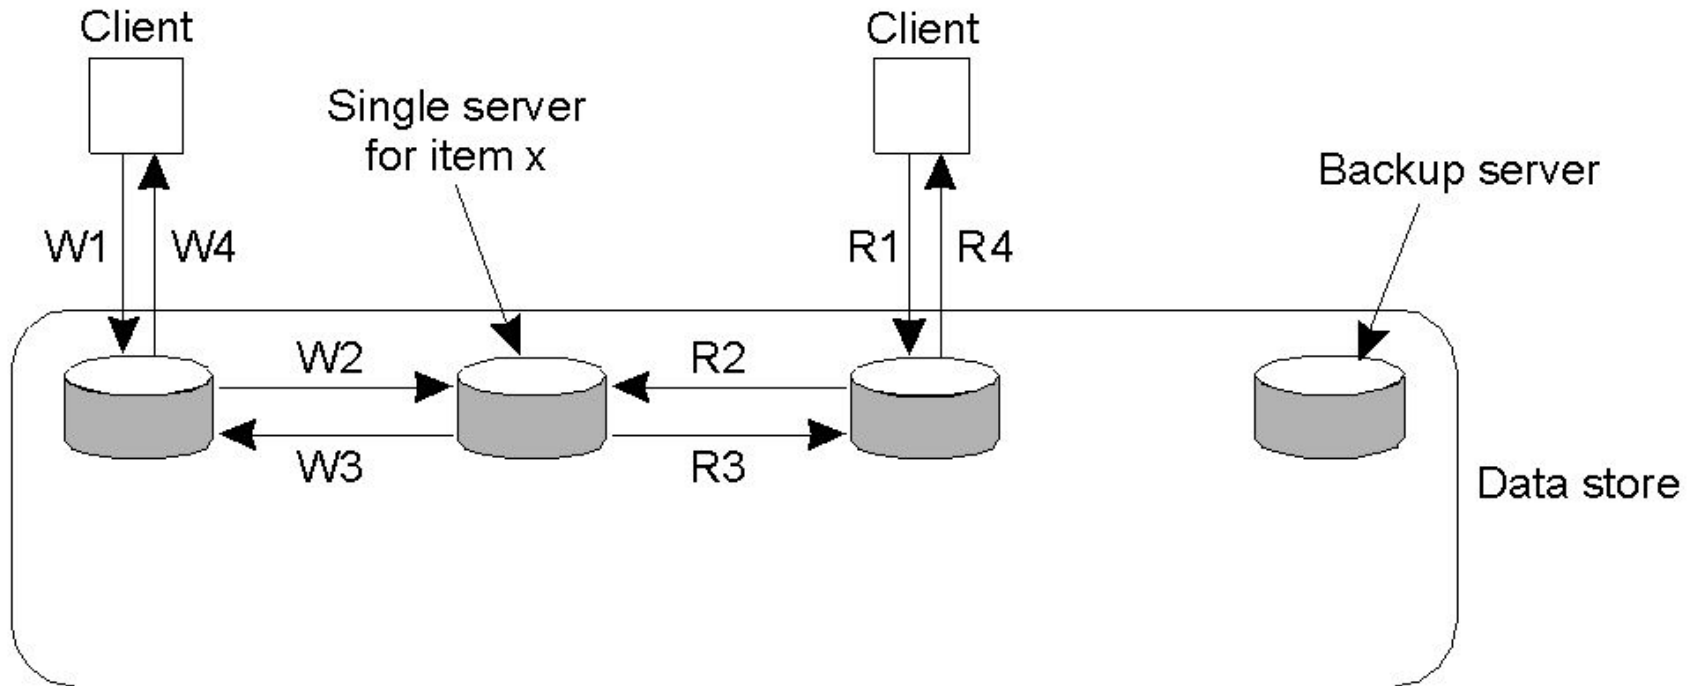 Client
Client
Single server
for item x
Backup server
W1
W4
R1
R4
W2
R2
W3
R3
Data store